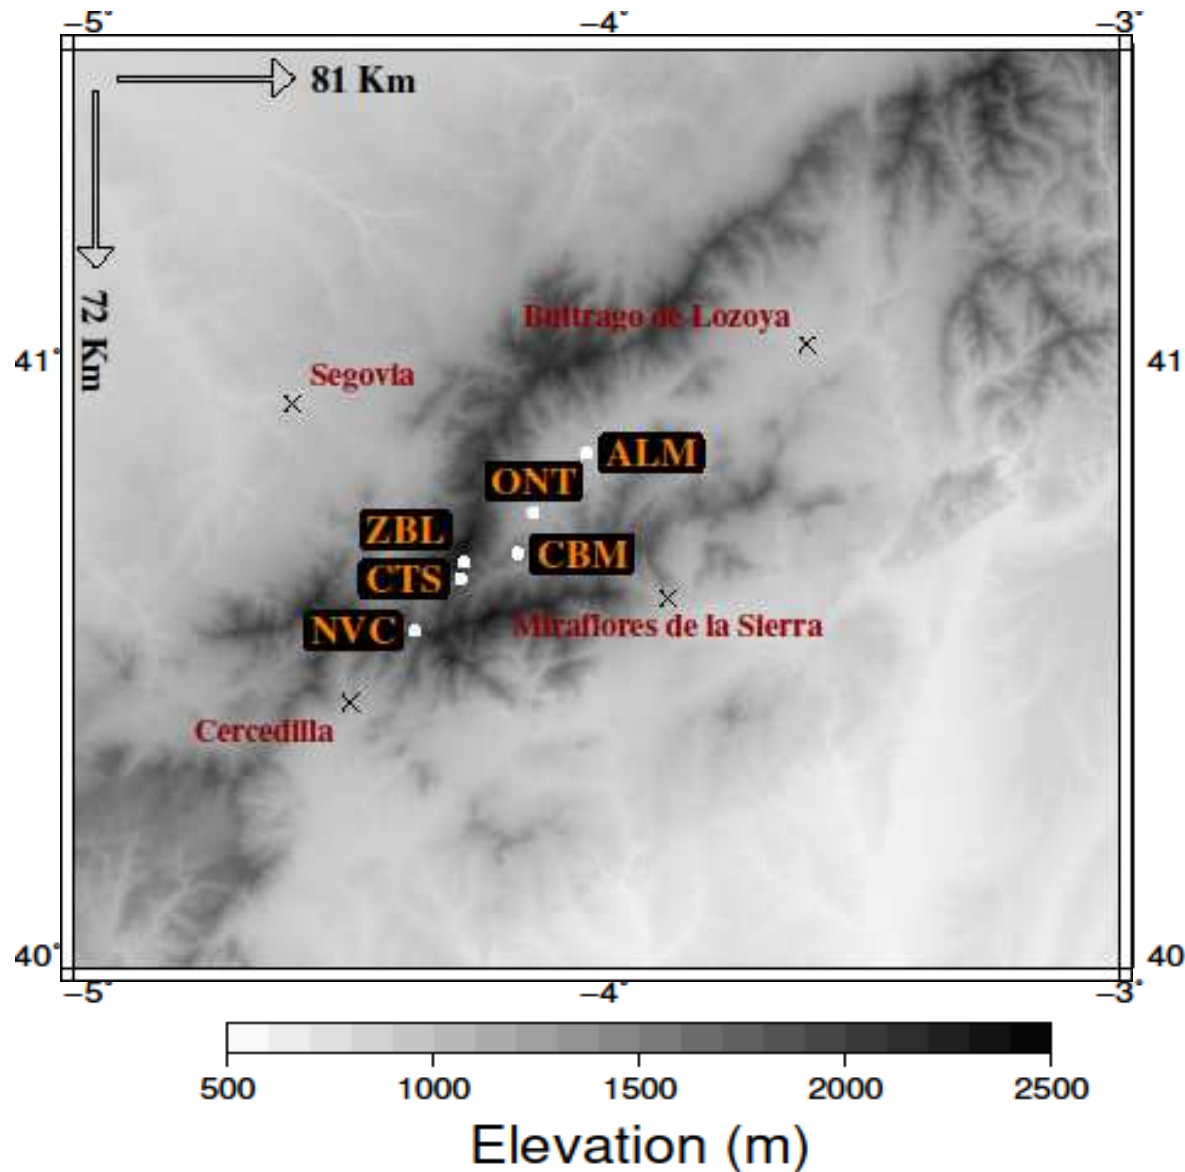 −5° −4° −3°
81 Km
72 Km
Buitrago de Lozoya
41° 41
Segovia
ALM
ONT
ZBL
CBM
CTS
NVC
Miraflores de la Sierra
Cercedilla
40° 40
−5° −4° −3°
500 1000 1500 2000 2500
Elevation (m)